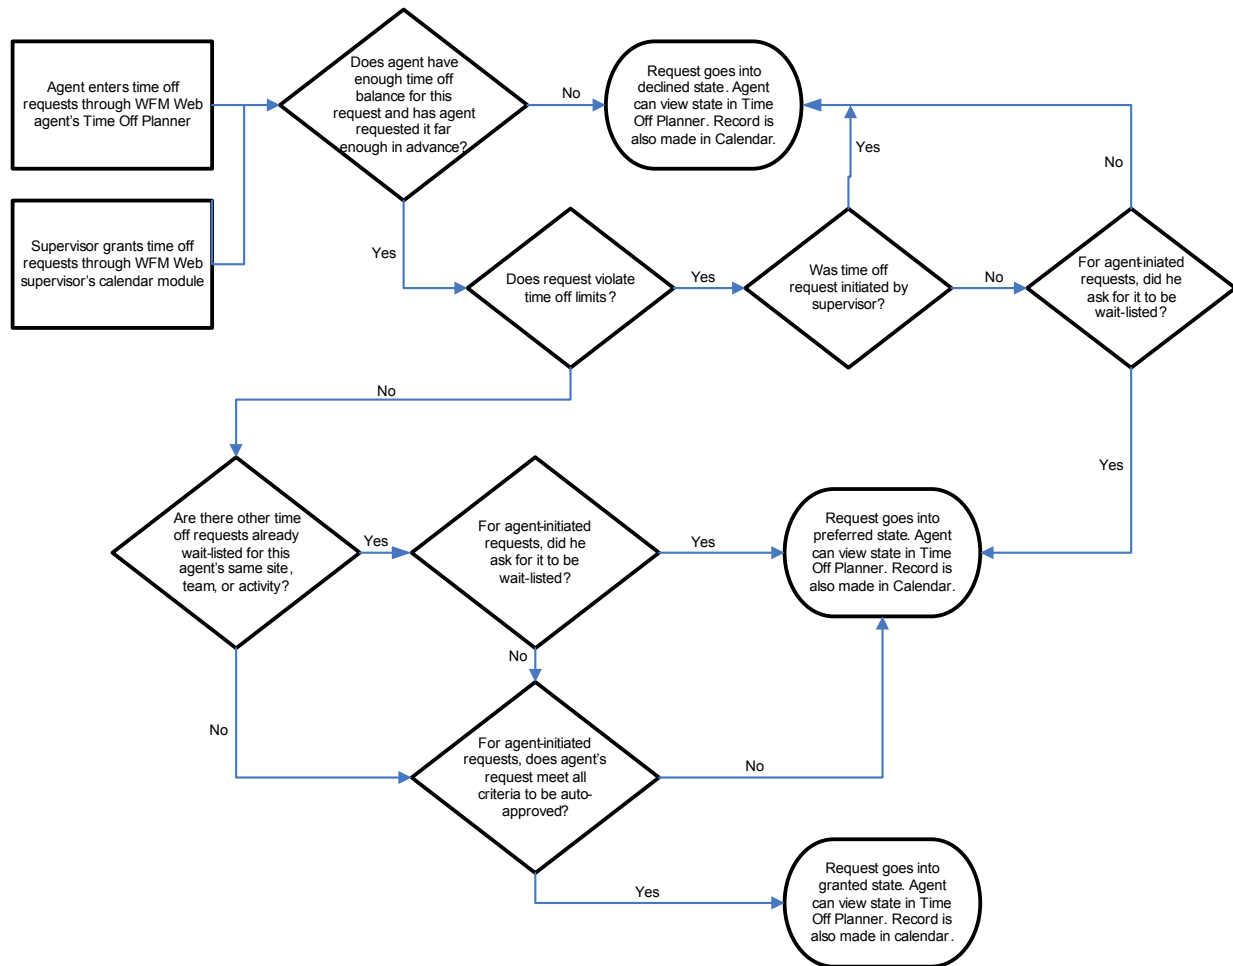 Agent enters time off
requests through WFM Web
agent's Time Off Planner
Does agent have
enough time off
balance for this
request and has agent
requested it far
enough in advance?
No
Request goes into
declined state. Agent
can view state in Time
Off Planner. Record is
also made in Calendar.
Yes
No
Supervisor grants time off
requests through WFM Web
supervisor's calendar module
Yes
Does request violate
time off limits?
Yes
Was time off
request initiated by
supervisor?
No
For agent-iniated
requests, did he
ask for it to be
wait-listed?
No
Yes
Are there other time
off requests already
wait-listed for this
agent's same site,
team, or activity?
Yes
For agent-initiated
requests, did he
ask for it to be
wait-listed?
Yes
Request goes into
preferred state. Agent
can view state in Time
Off Planner. Record is
also made in Calendar.
No
No
For agent-initiated
requests, does agent's
request meet all
criteria to be auto-
approved?
No
Yes
Request goes into
granted state. Agent
can view state in Time
Off Planner. Record is
also made in calendar.